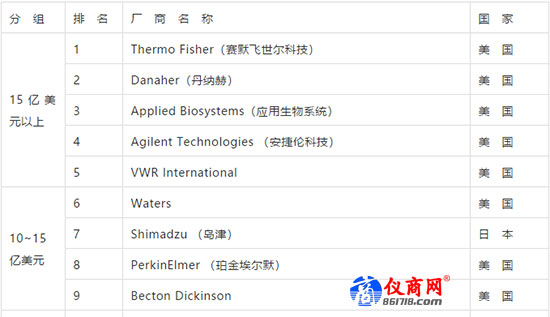 分 组 排 名 厂 商 名 称 国 家
15 亿 美元以上
1 Thermo Fisher（赛默飞世尔科技） 美 国
2 Danaher（丹纳赫） 美 国
3 Applied Biosystems（应用生物系统） 美 国
4 Agilent Technologies （安捷伦科技） 美 国
5 VWR International 美 国
10~15 亿美元
6 Waters 美 国
7 Shimadzu （岛津） 日 本
8 PerkinElmer （珀金埃尔默） 美 国
9 Becton Dickinson 美 国
仪商网®
861718.com